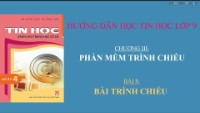 TIN HỌC
HƯỚNG DẪN HỌC TIN HỌC LỚP 9
CHƯƠNG III:
PHẦN MỀM TRÌNH CHIẾU
BÀI 8:
BÀI TRÌNH CHIẾU